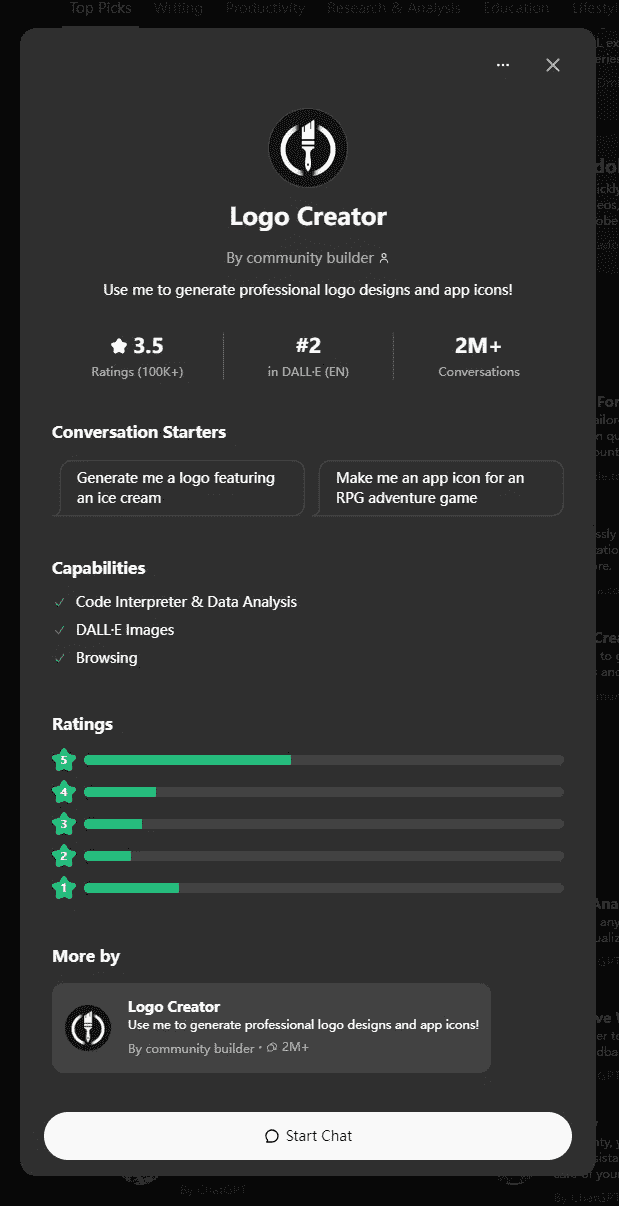 Top Picks Writing Productivity Research & Analysis Education
Logo Creator
By community builder
Use me to generate professional logo designs and app icons!
3.5
Ratings (100K+)
#2
in DALL·E (EN)
2M+
Conversations
Conversation Starters
Generate me a logo featuring
an ice cream
Make me an app icon for an
RPG adventure game
Capabilities
Code Interpreter & Data Analysis
DALL·E Images
Browsing
Ratings
5
4
3
2
1
More by
Logo Creator
Use me to generate professional logo designs and app icons!
By community builder · 2M+
Start Chat
By ChatGPT
By ChatGPT